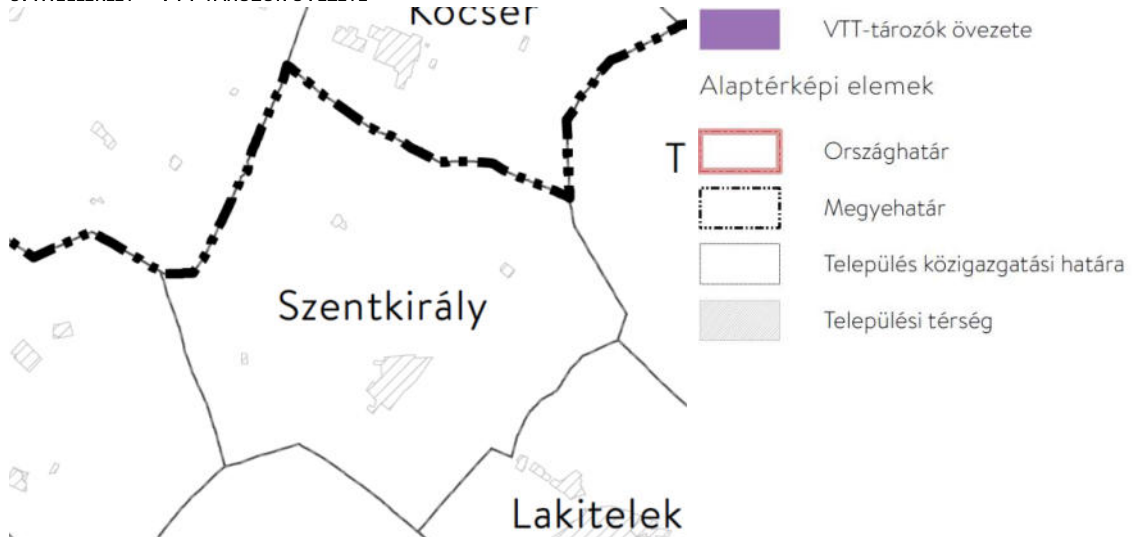 Kocsér
VTT-tározók övezete
Alaptérképi elemek
T
Országhatár
Megyehatár
Település közigazgatási határa
Települési térség
Szentkirály
Lakitelek